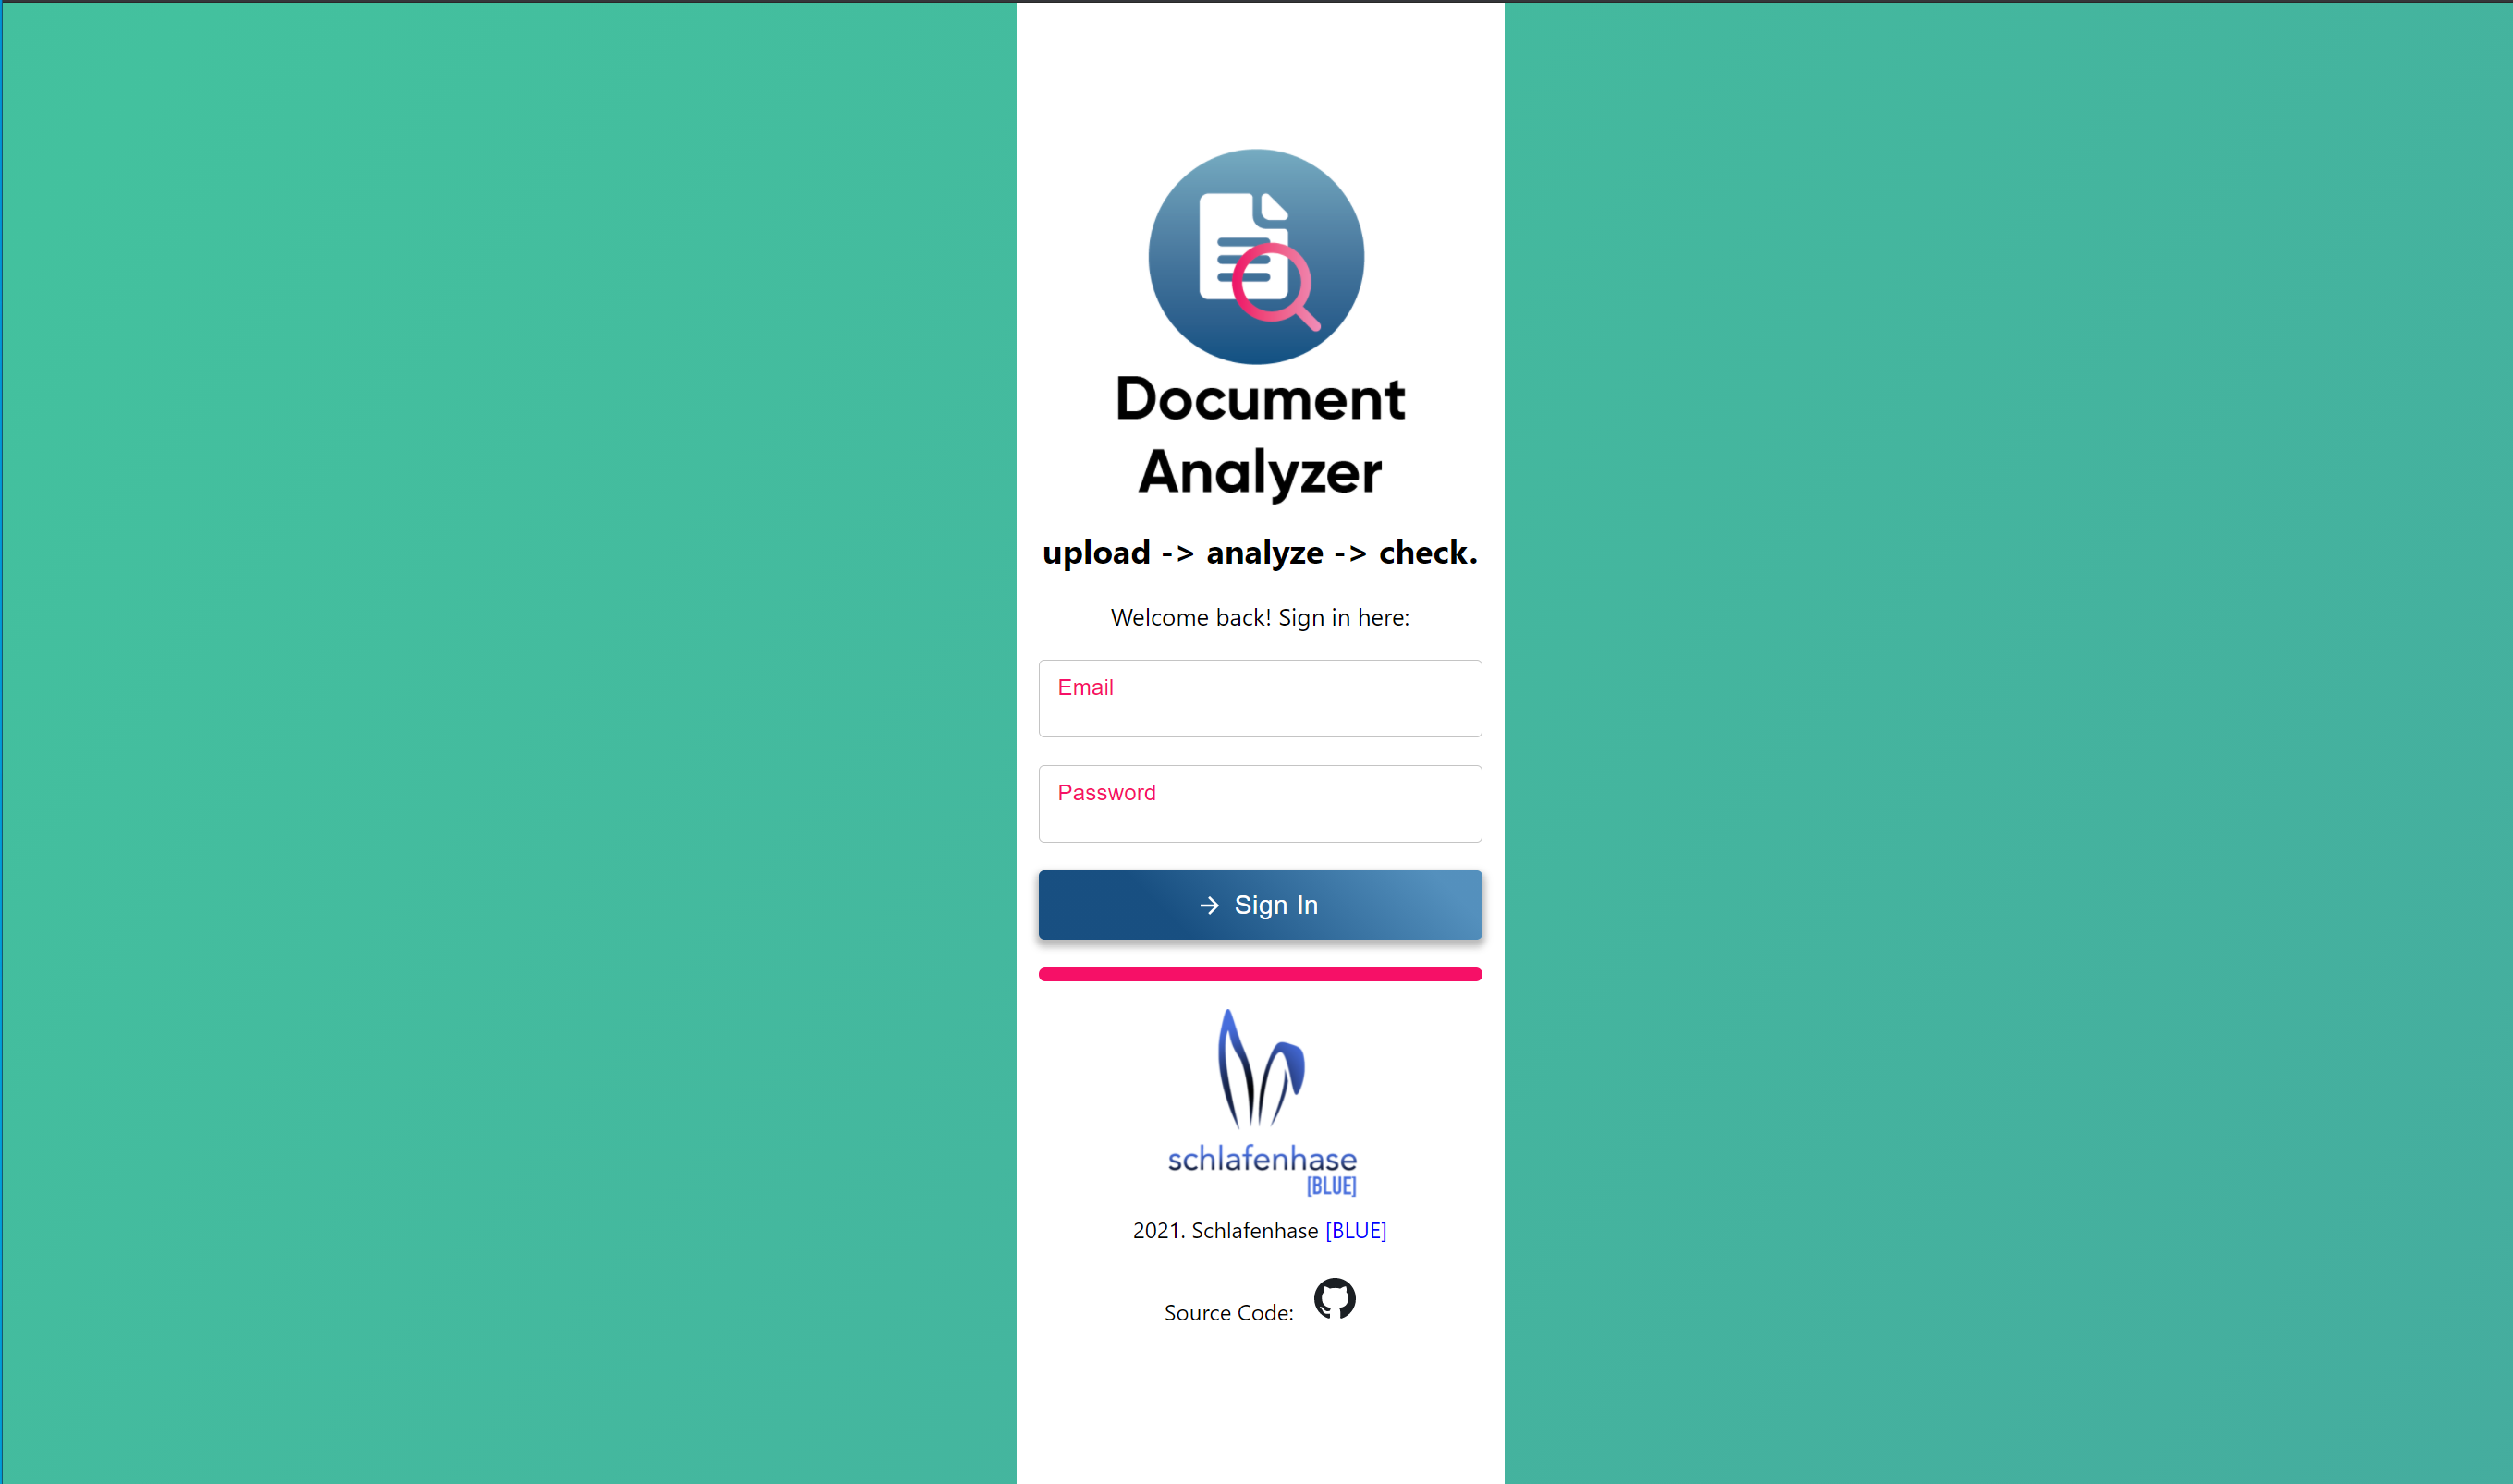 Document
Analyzer
upload -> analyze -> check.
Welcome back! Sign in here:
Email
Password
Sign In
schlafenhase
[BLUE]
2021. Schlafenhase [BLUE]
Source Code: